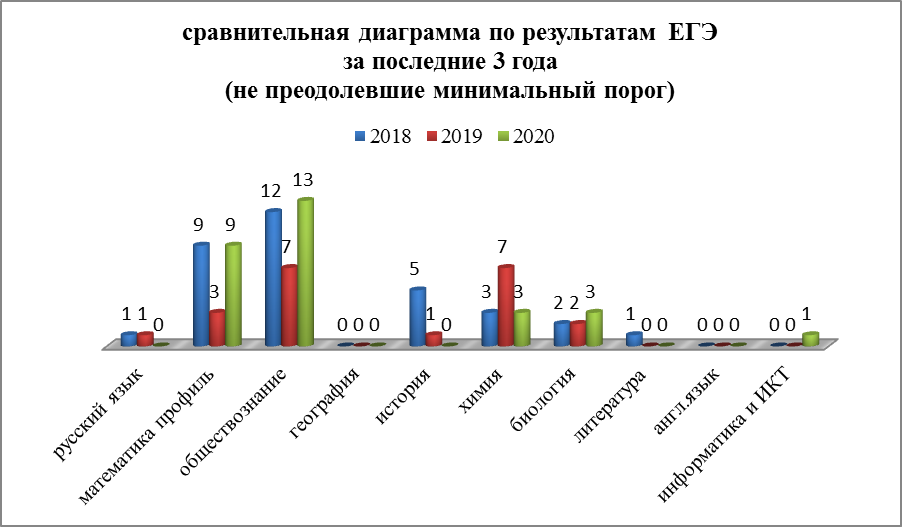 сравнительная диаграмма по результатам ЕГЭ
за последние 3 года
(не преодолевшие минимальный порог)
2018 2019 2020
1 1 0
9 3 9
12 7 13
0 0 0
5 1 0
3 7 3
2 2 3
1 0 0
0 0 0
0 0 1
русский язык
математика профиль
обществознание
география
история
химия
биология
литература
англ.язык
информатика и ИКТ